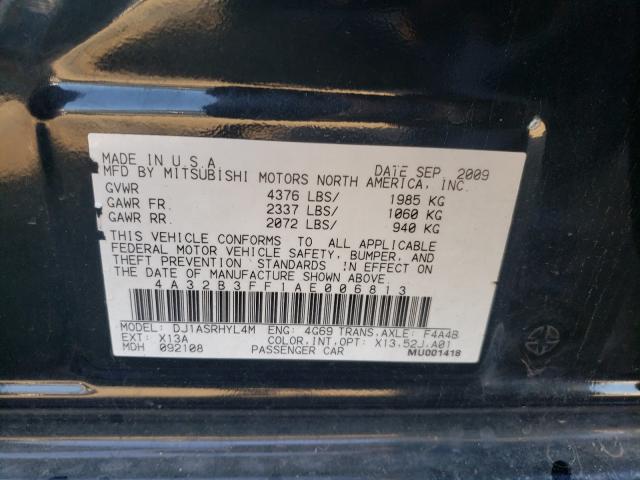 MADE IN U.S.A. DATE SEP. 2009
MFD BY MITSUBISHI MOTORS NORTH AMERICA, INC.
GVWR 4376 LBS/ 1985 KG
GAWR FR. 2337 LBS/ 1060 KG
GAWR RR. 2072 LBS/ 940 KG
THIS VEHICLE CONFORMS TO ALL APPLICABLE
FEDERAL MOTOR VEHICLE SAFETY, BUMPER, AND
THEFT PREVENTION STANDARDS IN EFFECT ON
THE DATE OF MANUFACTURE SHOWN ABOVE.
4A32B3FF1AE006813
MODEL: DJ1ASRHYL4M ENG: 4G69 TRANS.AXLE: F4A4B
EXT: X13A COLOR.INT.OPT: X13.52J.A01
MDH 092108 PASSENGER CAR MU001418